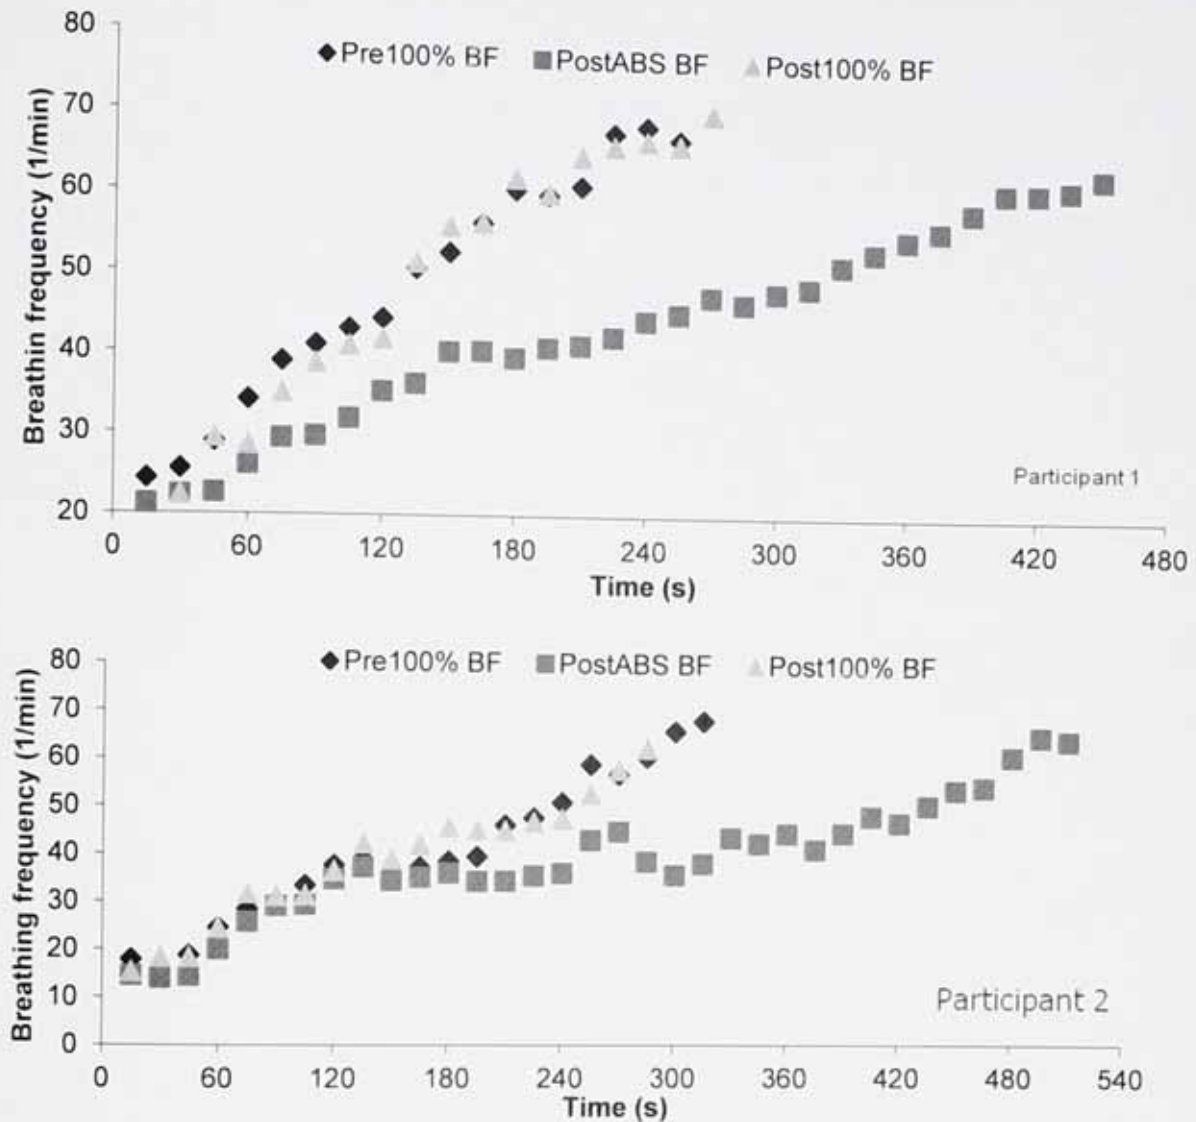 80
Pre100% BF PostABS BF Post100% BF
70
60
50
40
30
20
Breathin frequency (1/min)
Participant 1
0 60 120 180 240 300 360 420 480
Time (s)
80
Pre100% BF PostABS BF Post100% BF
70
60
50
40
30
20
10
0
Breathing frequency (1/min)
Participant 2
0 60 120 180 240 300 360 420 480 540
Time (s)